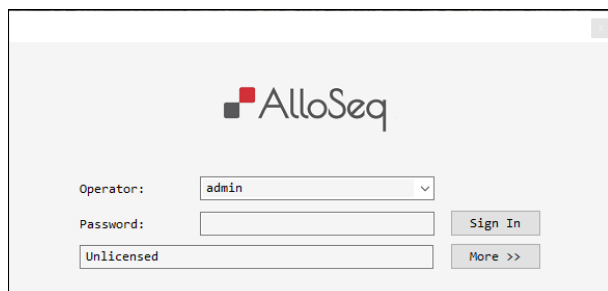 AlloSeq
Operator: admin
Password: Sign In
Unlicensed More >>